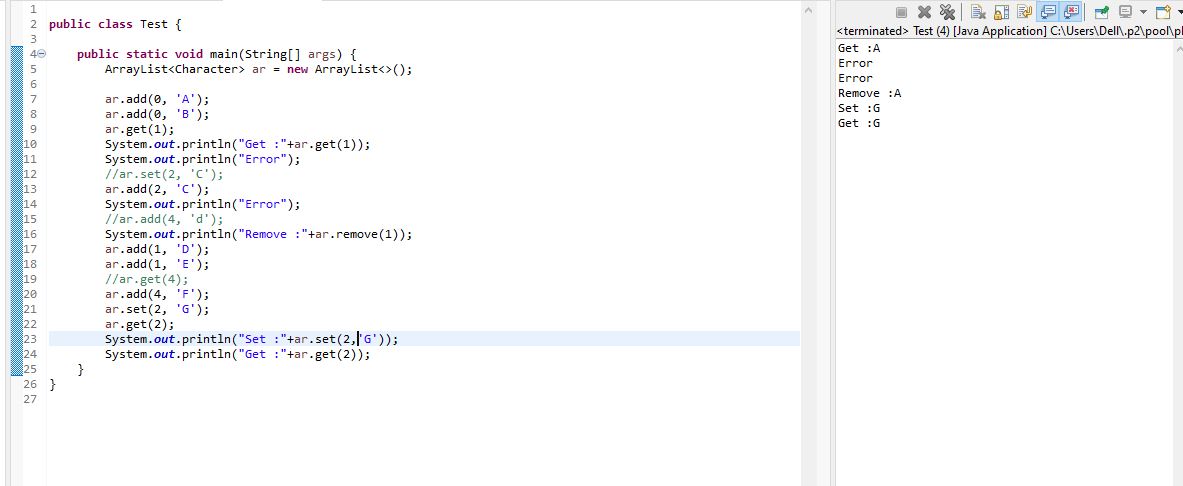 1
2 public class Test {
3
4 public static void main(String[] args) {
5 ArrayList<Character> ar = new ArrayList<>();
6
7 ar.add(0, 'A');
8 ar.add(0, 'B');
9 ar.get(1);
10 System.out.println("Get :"+ar.get(1));
11 System.out.println("Error");
12 //ar.set(2, 'C');
13 ar.add(2, 'C');
14 System.out.println("Error");
15 //ar.add(4, 'd');
16 System.out.println("Remove :"+ar.remove(1));
17 ar.add(1, 'D');
18 ar.add(1, 'E');
19 //ar.get(4);
20 ar.add(4, 'F');
21 ar.set(2, 'G');
22 ar.get(2);
23 System.out.println("Set :"+ar.set(2,'G'));
24 System.out.println("Get :"+ar.get(2));
25 }
26 }
27
<terminated> Test (4) [Java Application] C:\Users\Dell\.p2\pool\pl
Get :A
Error
Error
Remove :A
Set :G
Get :G